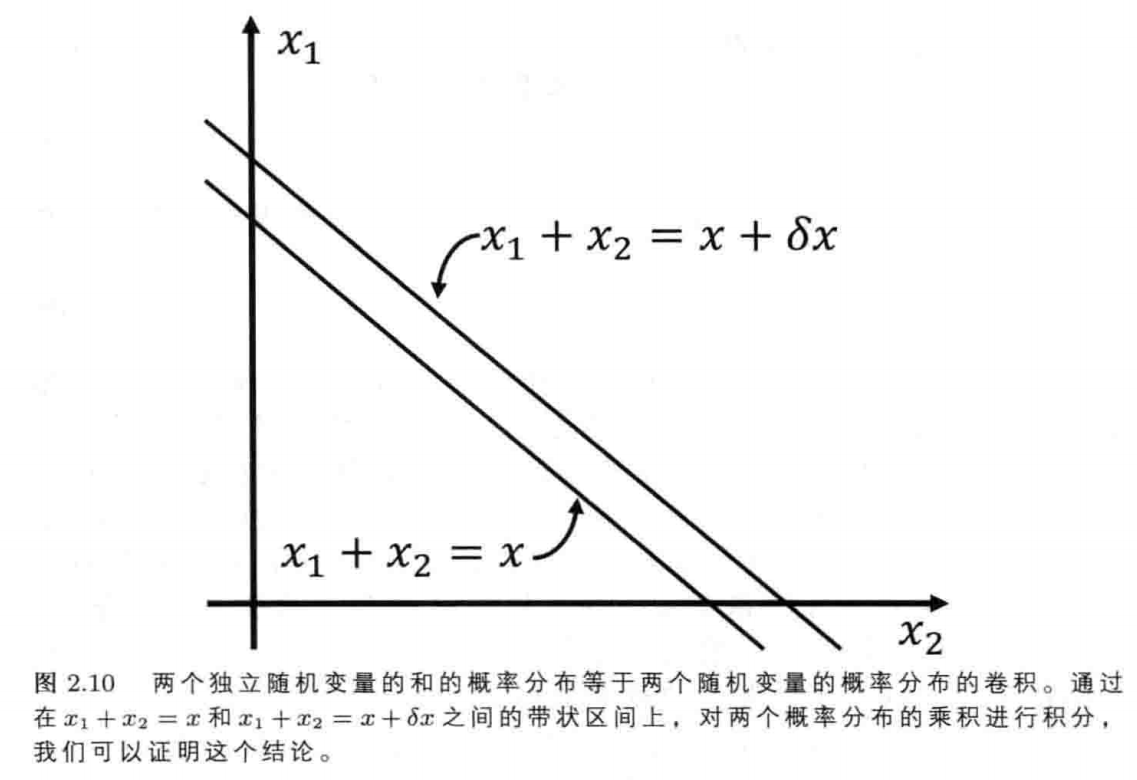 x₁
x₁ + x₂ = x + δx
x₁ + x₂ = x
x₂
图 2.10 两个独立随机变量的和的概率分布等于两个随机变量的概率分布的卷积。通过
在 x₁ + x₂ = x 和 x₁ + x₂ = x + δx 之间的带状区间上，对两个概率分布的乘积进行积分，
我们可以证明这个结论。